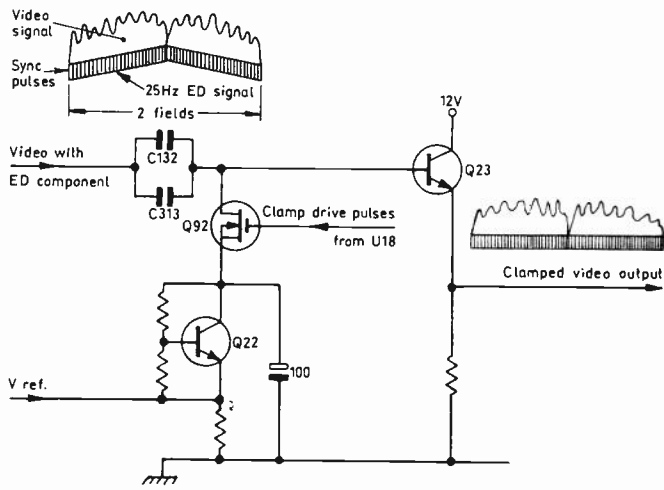 Video
signal
Sync
pulses
25Hz ED signal
2 fields
12V
Video with
ED component
C132
C313
Q23
Q92
Clamp drive pulses
from U18
Clamped video output
Q22
100
V ref.